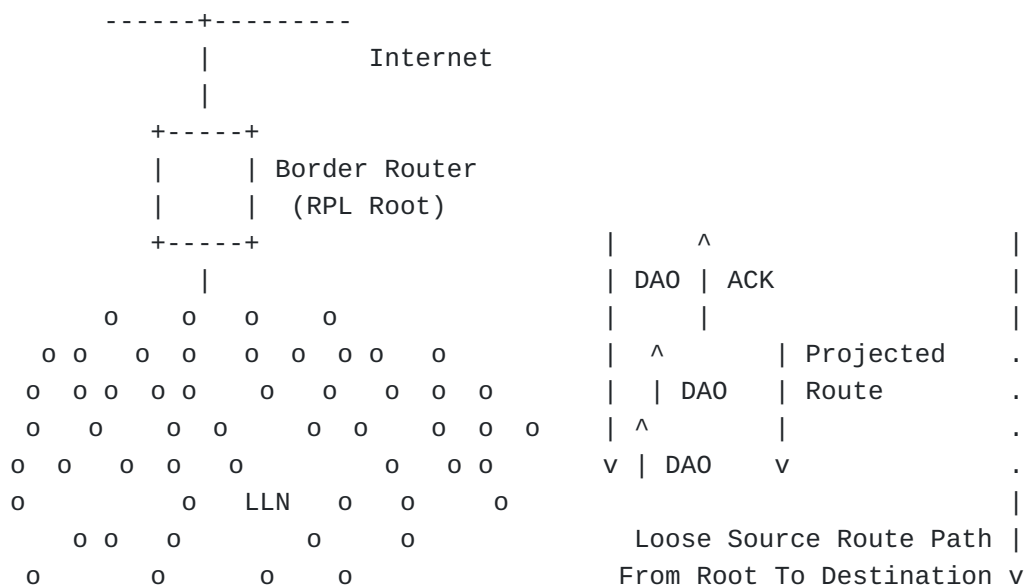 ------+---------
| Internet
|
+-----+
| | Border Router
| | (RPL Root)
+-----+ | ^ |
| | DAO | ACK |
o o o o | | |
o o o o o o o o o | ^ | Projected .
o o o o o o o o o o | | DAO | Route .
o o o o o o o o o | ^ | .
o o o o o o o o v | DAO v .
o o LLN o o o |
o o o o o Loose Source Route Path |
o o o o From Root To Destination v